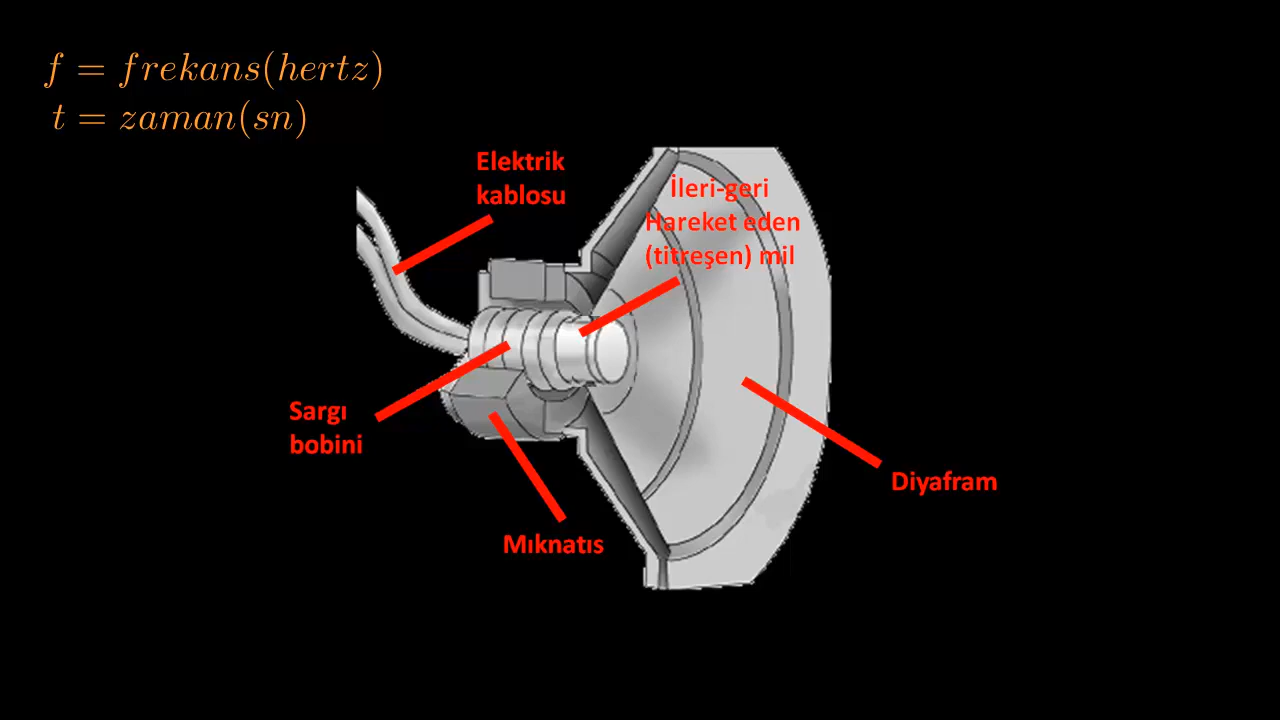 f = frekans(hertz)
t = zaman(sn)
Elektrik
kablosu
İleri-geri
Hareket eden
(titreşen) mil
Sargı
bobini
Diyafram
Mıknatıs